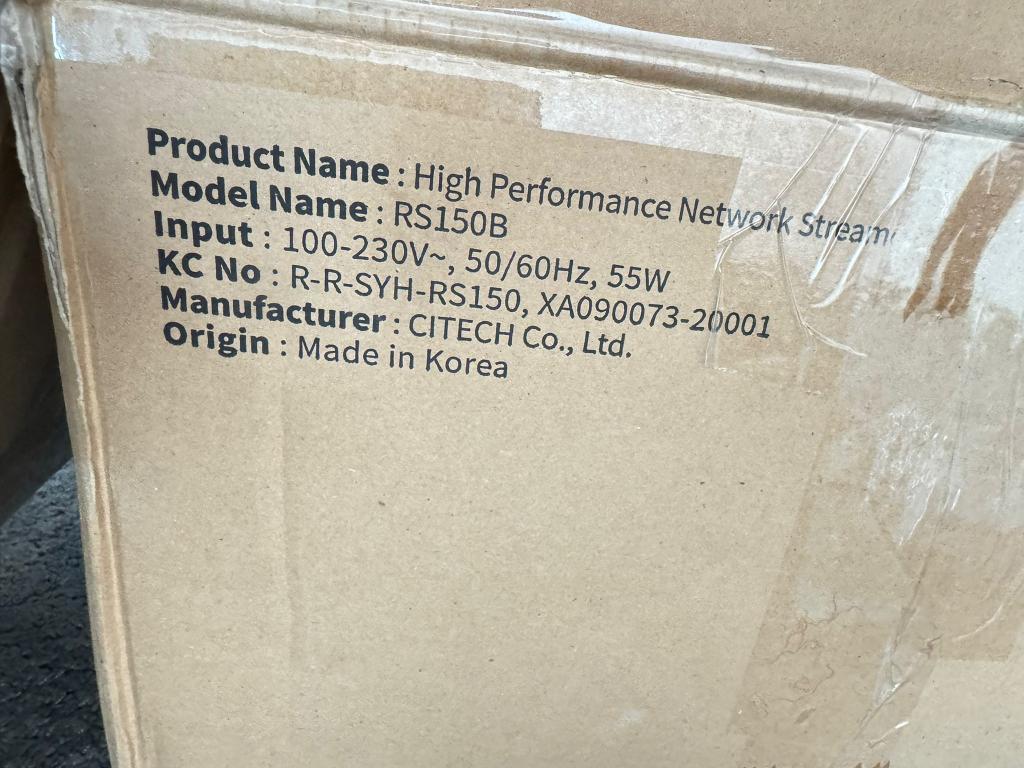 Product Name : High Performance Network
Model Name : RS150B
Input : 100-230V~, 50/60Hz, 55W
KC No : R-R-SYH-RS150, XA090073-20001
Manufacturer : CITECH Co., Ltd.
Origin : Made in Korea